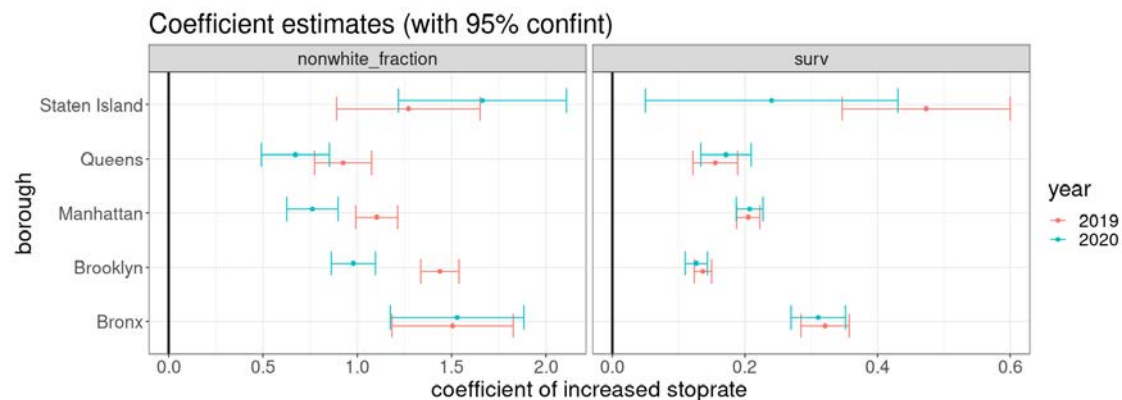 Coefficient estimates (with 95% confint)
nonwhite_fraction
surv
Staten Island
Queens
Manhattan
Brooklyn
Bronx
borough
0.0 0.5 1.0 1.5 2.0
0.0 0.2 0.4 0.6
coefficient of increased stoprate
year
2019
2020